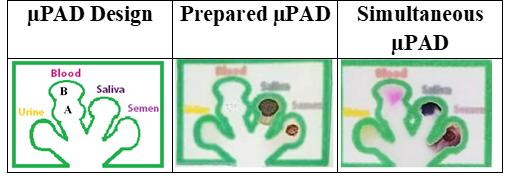 μPAD Design
Prepared μPAD
Simultaneous
μPAD
Blood
B
Saliva
Urine
A
Semen
Blood
Saliva
Urine
Semen
Blood
Saliva
Urine
Semen